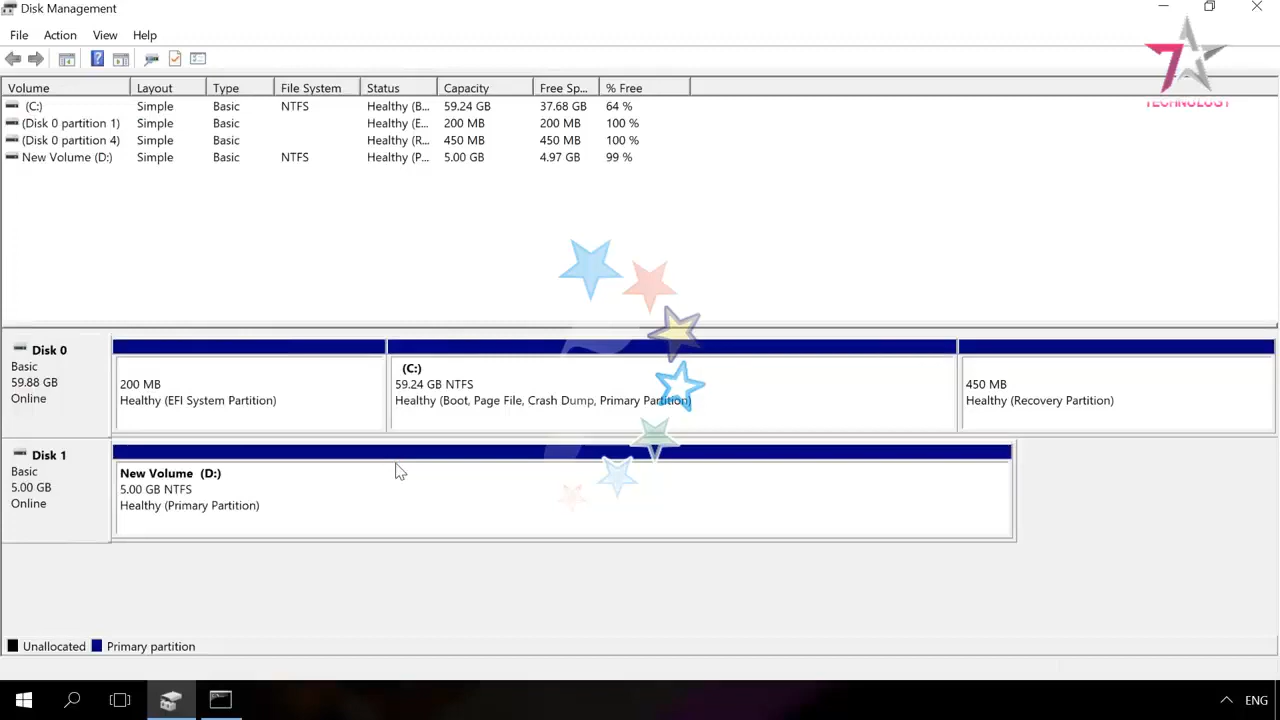 Disk Management
File Action View Help
Volume Layout Type File System Status Capacity Free Sp... % Free
(C:) Simple Basic NTFS Healthy (B... 59.24 GB 37.68 GB 64 %
(Disk 0 partition 1) Simple Basic Healthy (E... 200 MB 200 MB 100 %
(Disk 0 partition 4) Simple Basic Healthy (R... 450 MB 450 MB 100 %
New Volume (D:) Simple Basic NTFS Healthy (P... 5.00 GB 4.97 GB 99 %
7
TECHNOLOGY
Disk 0
Basic
59.88 GB
Online
200 MB
Healthy (EFI System Partition)
(C:)
59.24 GB NTFS
Healthy (Boot, Page File, Crash Dump, Primary Partition)
450 MB
Healthy (Recovery Partition)
Disk 1
Basic
5.00 GB
Online
New Volume (D:)
5.00 GB NTFS
Healthy (Primary Partition)
Unallocated Primary partition
ENG